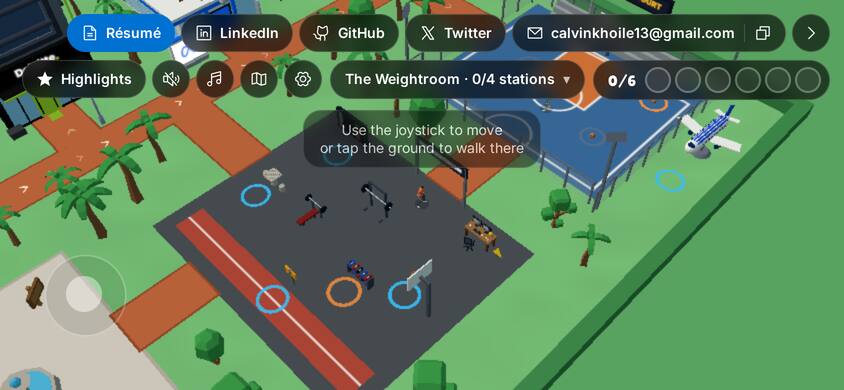 Résumé
LinkedIn
GitHub
Twitter
calvinkhoile13@gmail.com
Highlights
The Weightroom · 0/4 stations
0/6
Use the joystick to move
or tap the ground to walk there